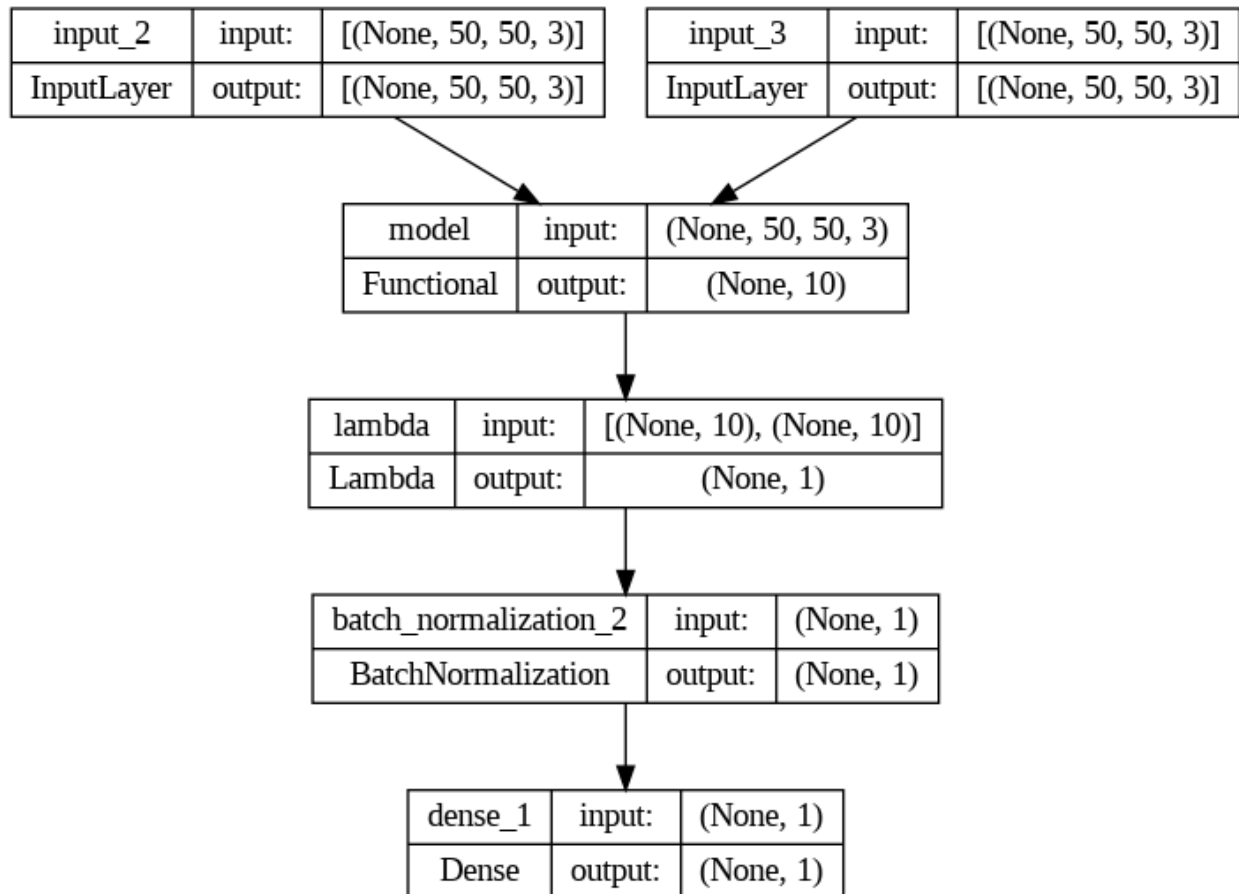 input_2 input: [(None, 50, 50, 3)]
InputLayer output: [(None, 50, 50, 3)]
input_3 input: [(None, 50, 50, 3)]
InputLayer output: [(None, 50, 50, 3)]
model input: (None, 50, 50, 3)
Functional output: (None, 10)
lambda input: [(None, 10), (None, 10)]
Lambda output: (None, 1)
batch_normalization_2 input: (None, 1)
BatchNormalization output: (None, 1)
dense_1 input: (None, 1)
Dense output: (None, 1)